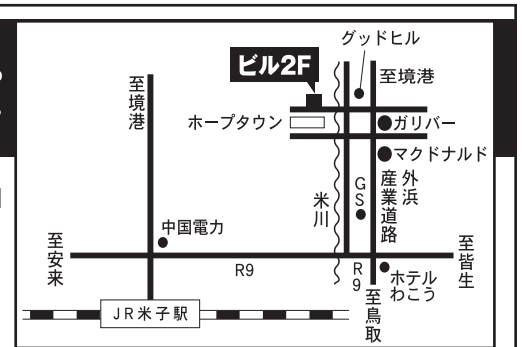 グッドヒル
ビル2F
至境港
至境港
ホープタウン
ガリバー
マクドナルド
外浜
産業道路
GS
米川
中国電力
至安来
R9
R9
至皆生
ホテル
わこう
至鳥取
JR米子駅